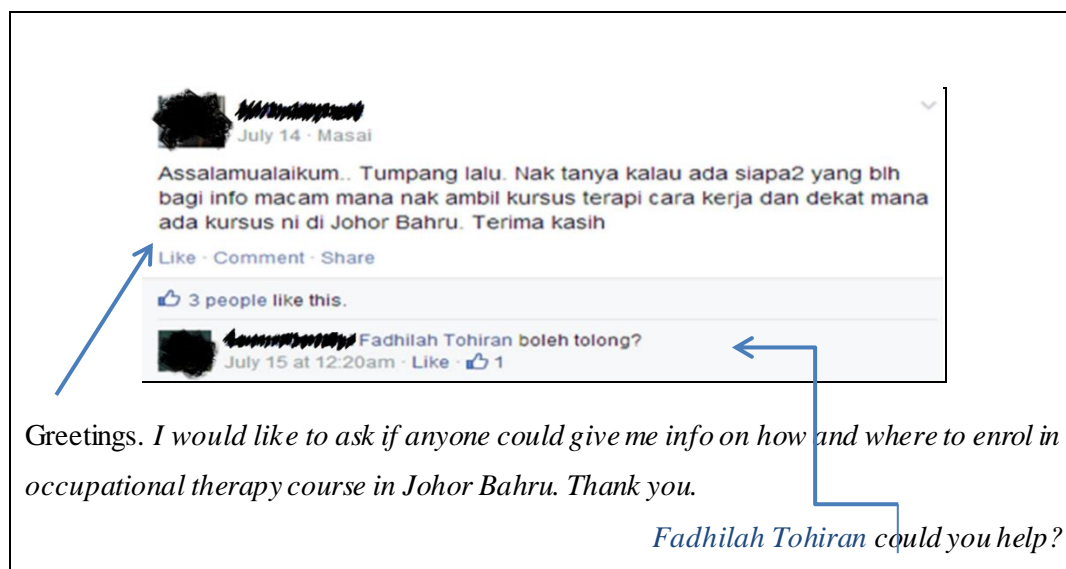 July 14 · Masai
Assalamualaikum.. Tumpang lalu. Nak tanya kalau ada siapa2 yang blh
bagi info macam mana nak ambil kursus terapi cara kerja dan dekat mana
ada kursus ni di Johor Bahru. Terima kasih
Like · Comment · Share
3 people like this.
Fadhilah Tohiran boleh tolong?
July 15 at 12:20am · Like · 1
Greetings. I would like to ask if anyone could give me info on how and where to enrol in
occupational therapy course in Johor Bahru. Thank you.
Fadhilah Tohiran could you help?